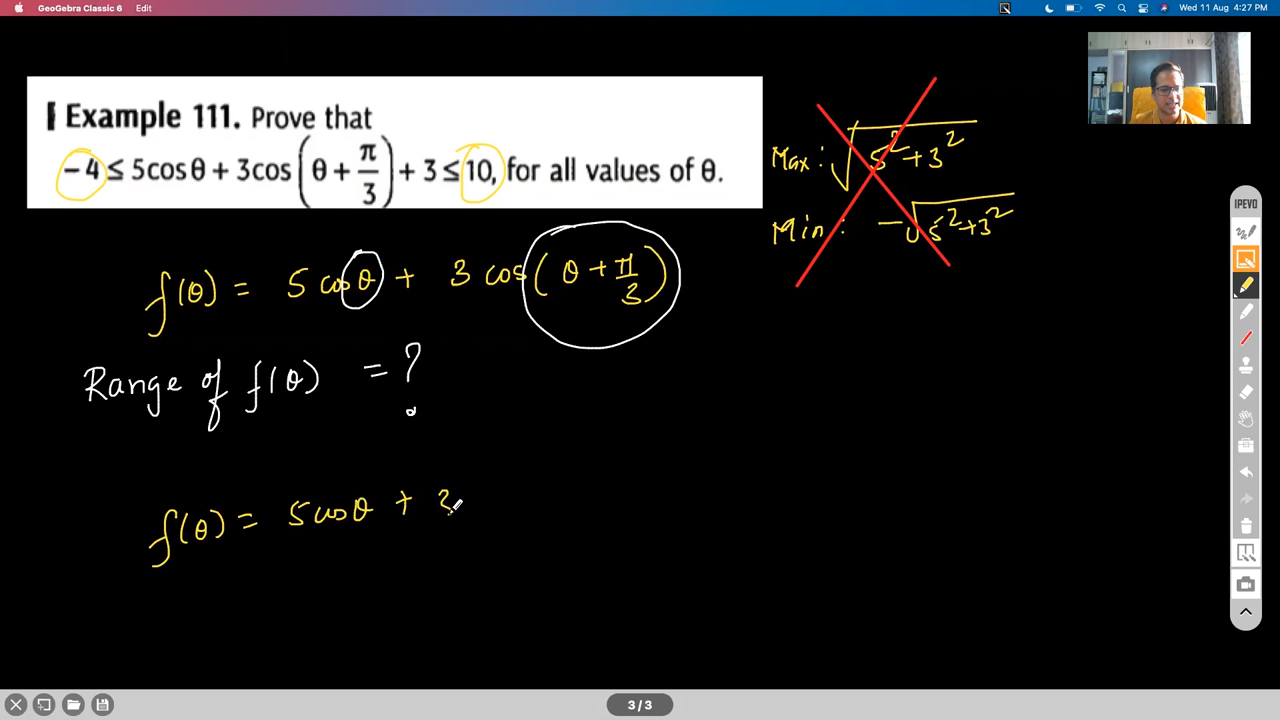 GeoGebra Classic 6 Edit Wed 11 Aug 4:27 PM
Example 111. Prove that
−4 ≤ 5cosθ + 3cos(θ + π/3) + 3 ≤ 10, for all values of θ.
Max : √(5² + 3²)
Min : −√(5² + 3²)
IPEVO
f(θ) = 5 cosθ + 3 cos(θ + π/3)
Range of f(θ) = ?
f(θ) = 5 cosθ + 3
3 / 3